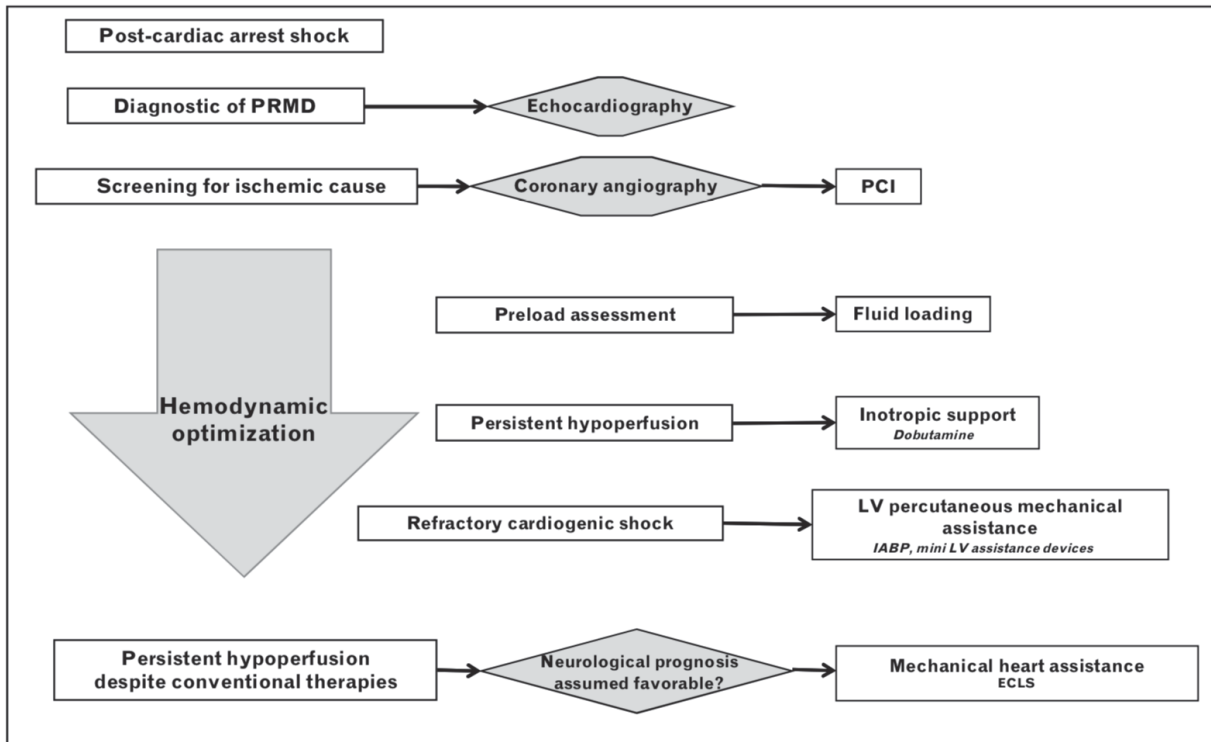 Post-cardiac arrest shock
Diagnostic of PRMD
Echocardiography
Screening for ischemic cause
Coronary angiography
PCI
Preload assessment
Fluid loading
Hemodynamic
optimization
Persistent hypoperfusion
Inotropic support
Dobutamine
Refractory cardiogenic shock
LV percutaneous mechanical
assistance
IABP, mini LV assistance devices
Persistent hypoperfusion
despite conventional therapies
Neurological prognosis
assumed favorable?
Mechanical heart assistance
ECLS